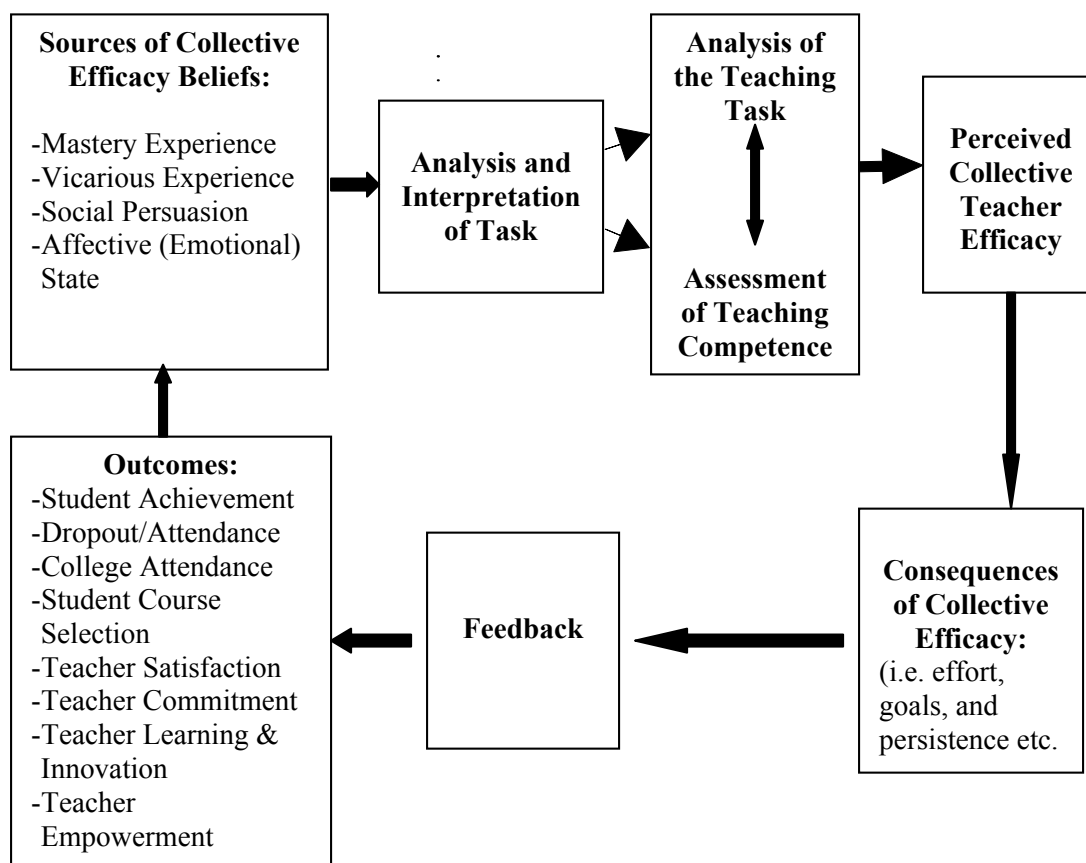 Sources of Collective
Efficacy Beliefs:
-Mastery Experience
-Vicarious Experience
-Social Persuasion
-Affective (Emotional)
State
Analysis and
Interpretation
of Task
Analysis of
the Teaching
Task
Assessment
of Teaching
Competence
Perceived
Collective
Teacher
Efficacy
Consequences
of Collective
Efficacy:
(i.e. effort,
goals, and
persistence etc.
Feedback
Outcomes:
-Student Achievement
-Dropout/Attendance
-College Attendance
-Student Course
Selection
-Teacher Satisfaction
-Teacher Commitment
-Teacher Learning &
Innovation
-Teacher
Empowerment